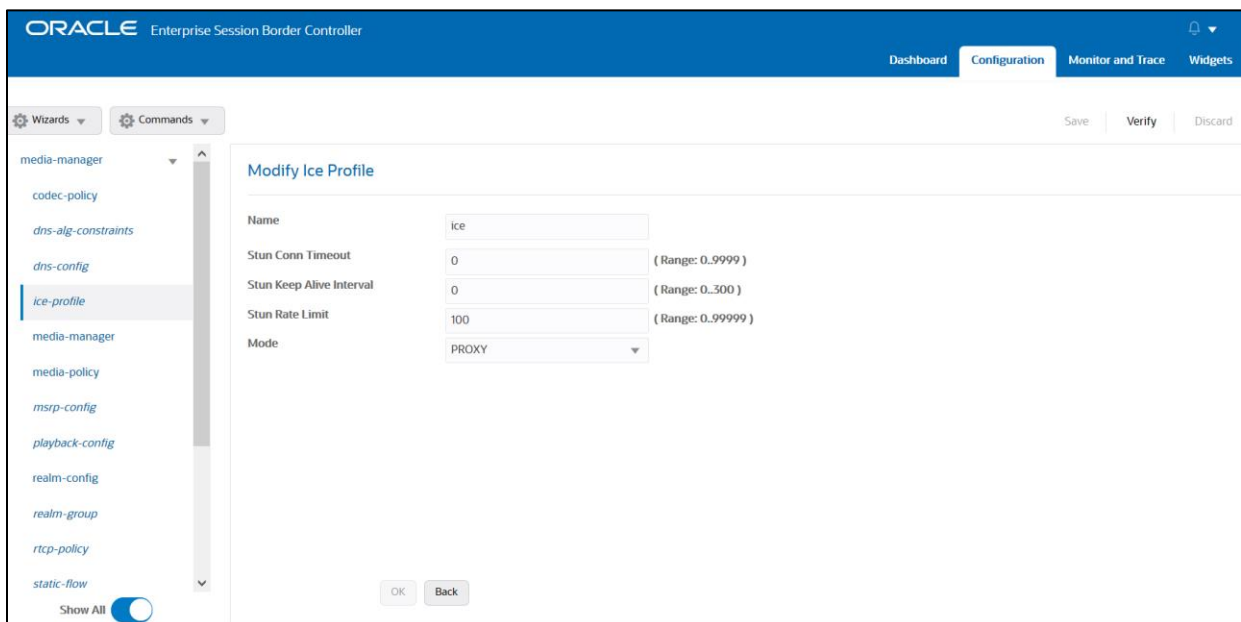 ORACLE Enterprise Session Border Controller
Dashboard Configuration Monitor and Trace Widgets
Wizards Commands Save Verify Discard
media-manager
codec-policy
dns-alg-constraints
dns-config
ice-profile
media-manager
media-policy
msrp-config
playback-config
realm-config
realm-group
rtcp-policy
static-flow
Show All
Modify Ice Profile
Name ice
Stun Conn Timeout 0 ( Range: 0..9999 )
Stun Keep Alive Interval 0 ( Range: 0..300 )
Stun Rate Limit 100 ( Range: 0..99999 )
Mode PROXY
OK Back